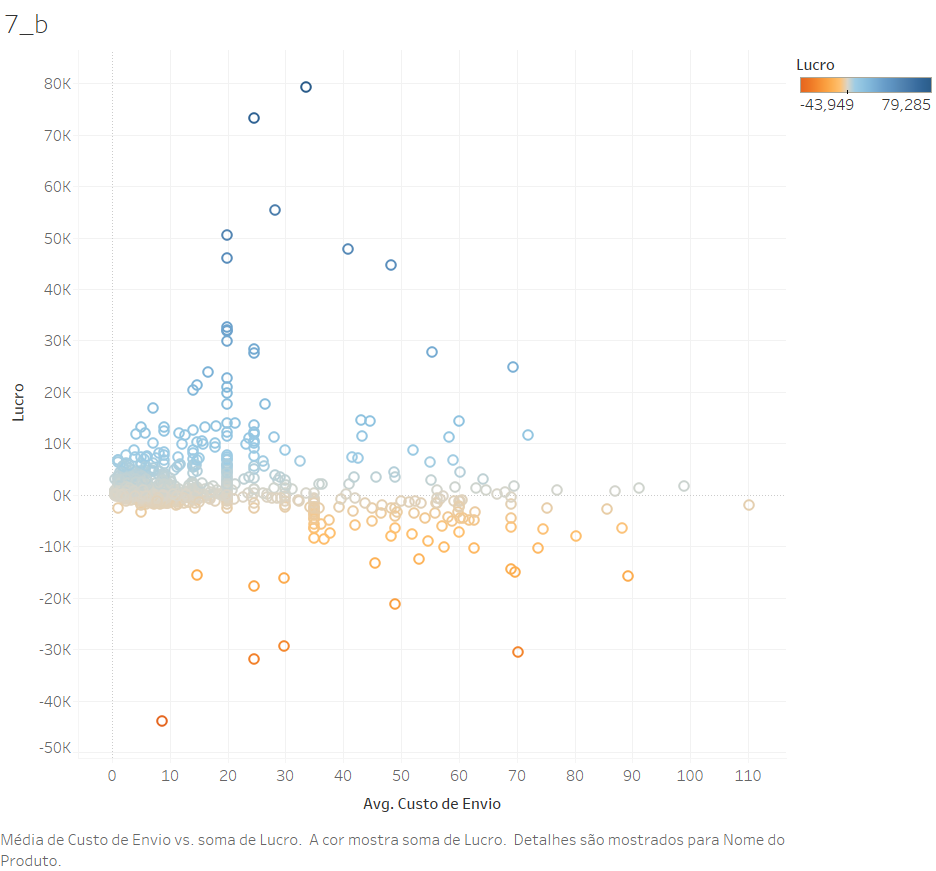 7_b
Lucro
-43,949 79,285
80K
70K
60K
50K
40K
30K
20K
10K
0K
-10K
-20K
-30K
-40K
-50K
Lucro
0 10 20 30 40 50 60 70 80 90 100 110
Avg. Custo de Envio
Média de Custo de Envio vs. soma de Lucro.  A cor mostra soma de Lucro.  Detalhes são mostrados para Nome do
Produto.